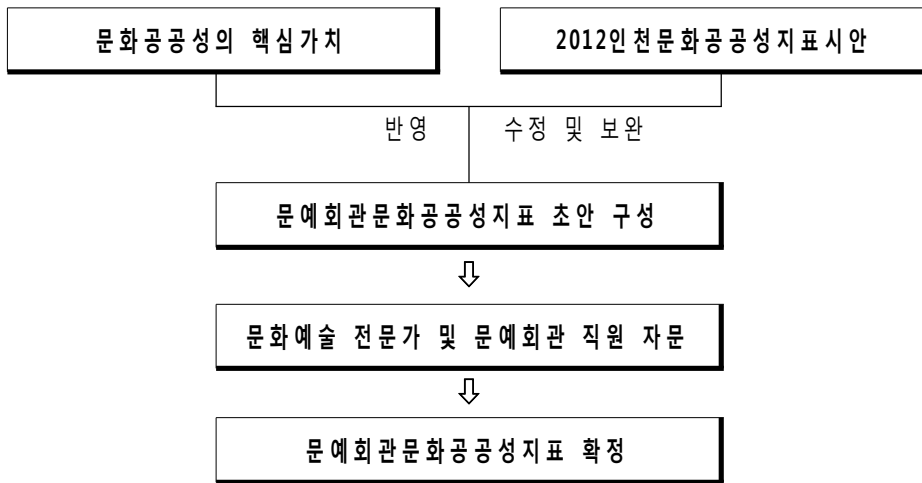 문화공공성의 핵심가치
2012인천문화공공성지표시안
반영
수정 및 보완
문예회관문화공공성지표 초안 구성
문화예술 전문가 및 문예회관 직원 자문
문예회관문화공공성지표 확정